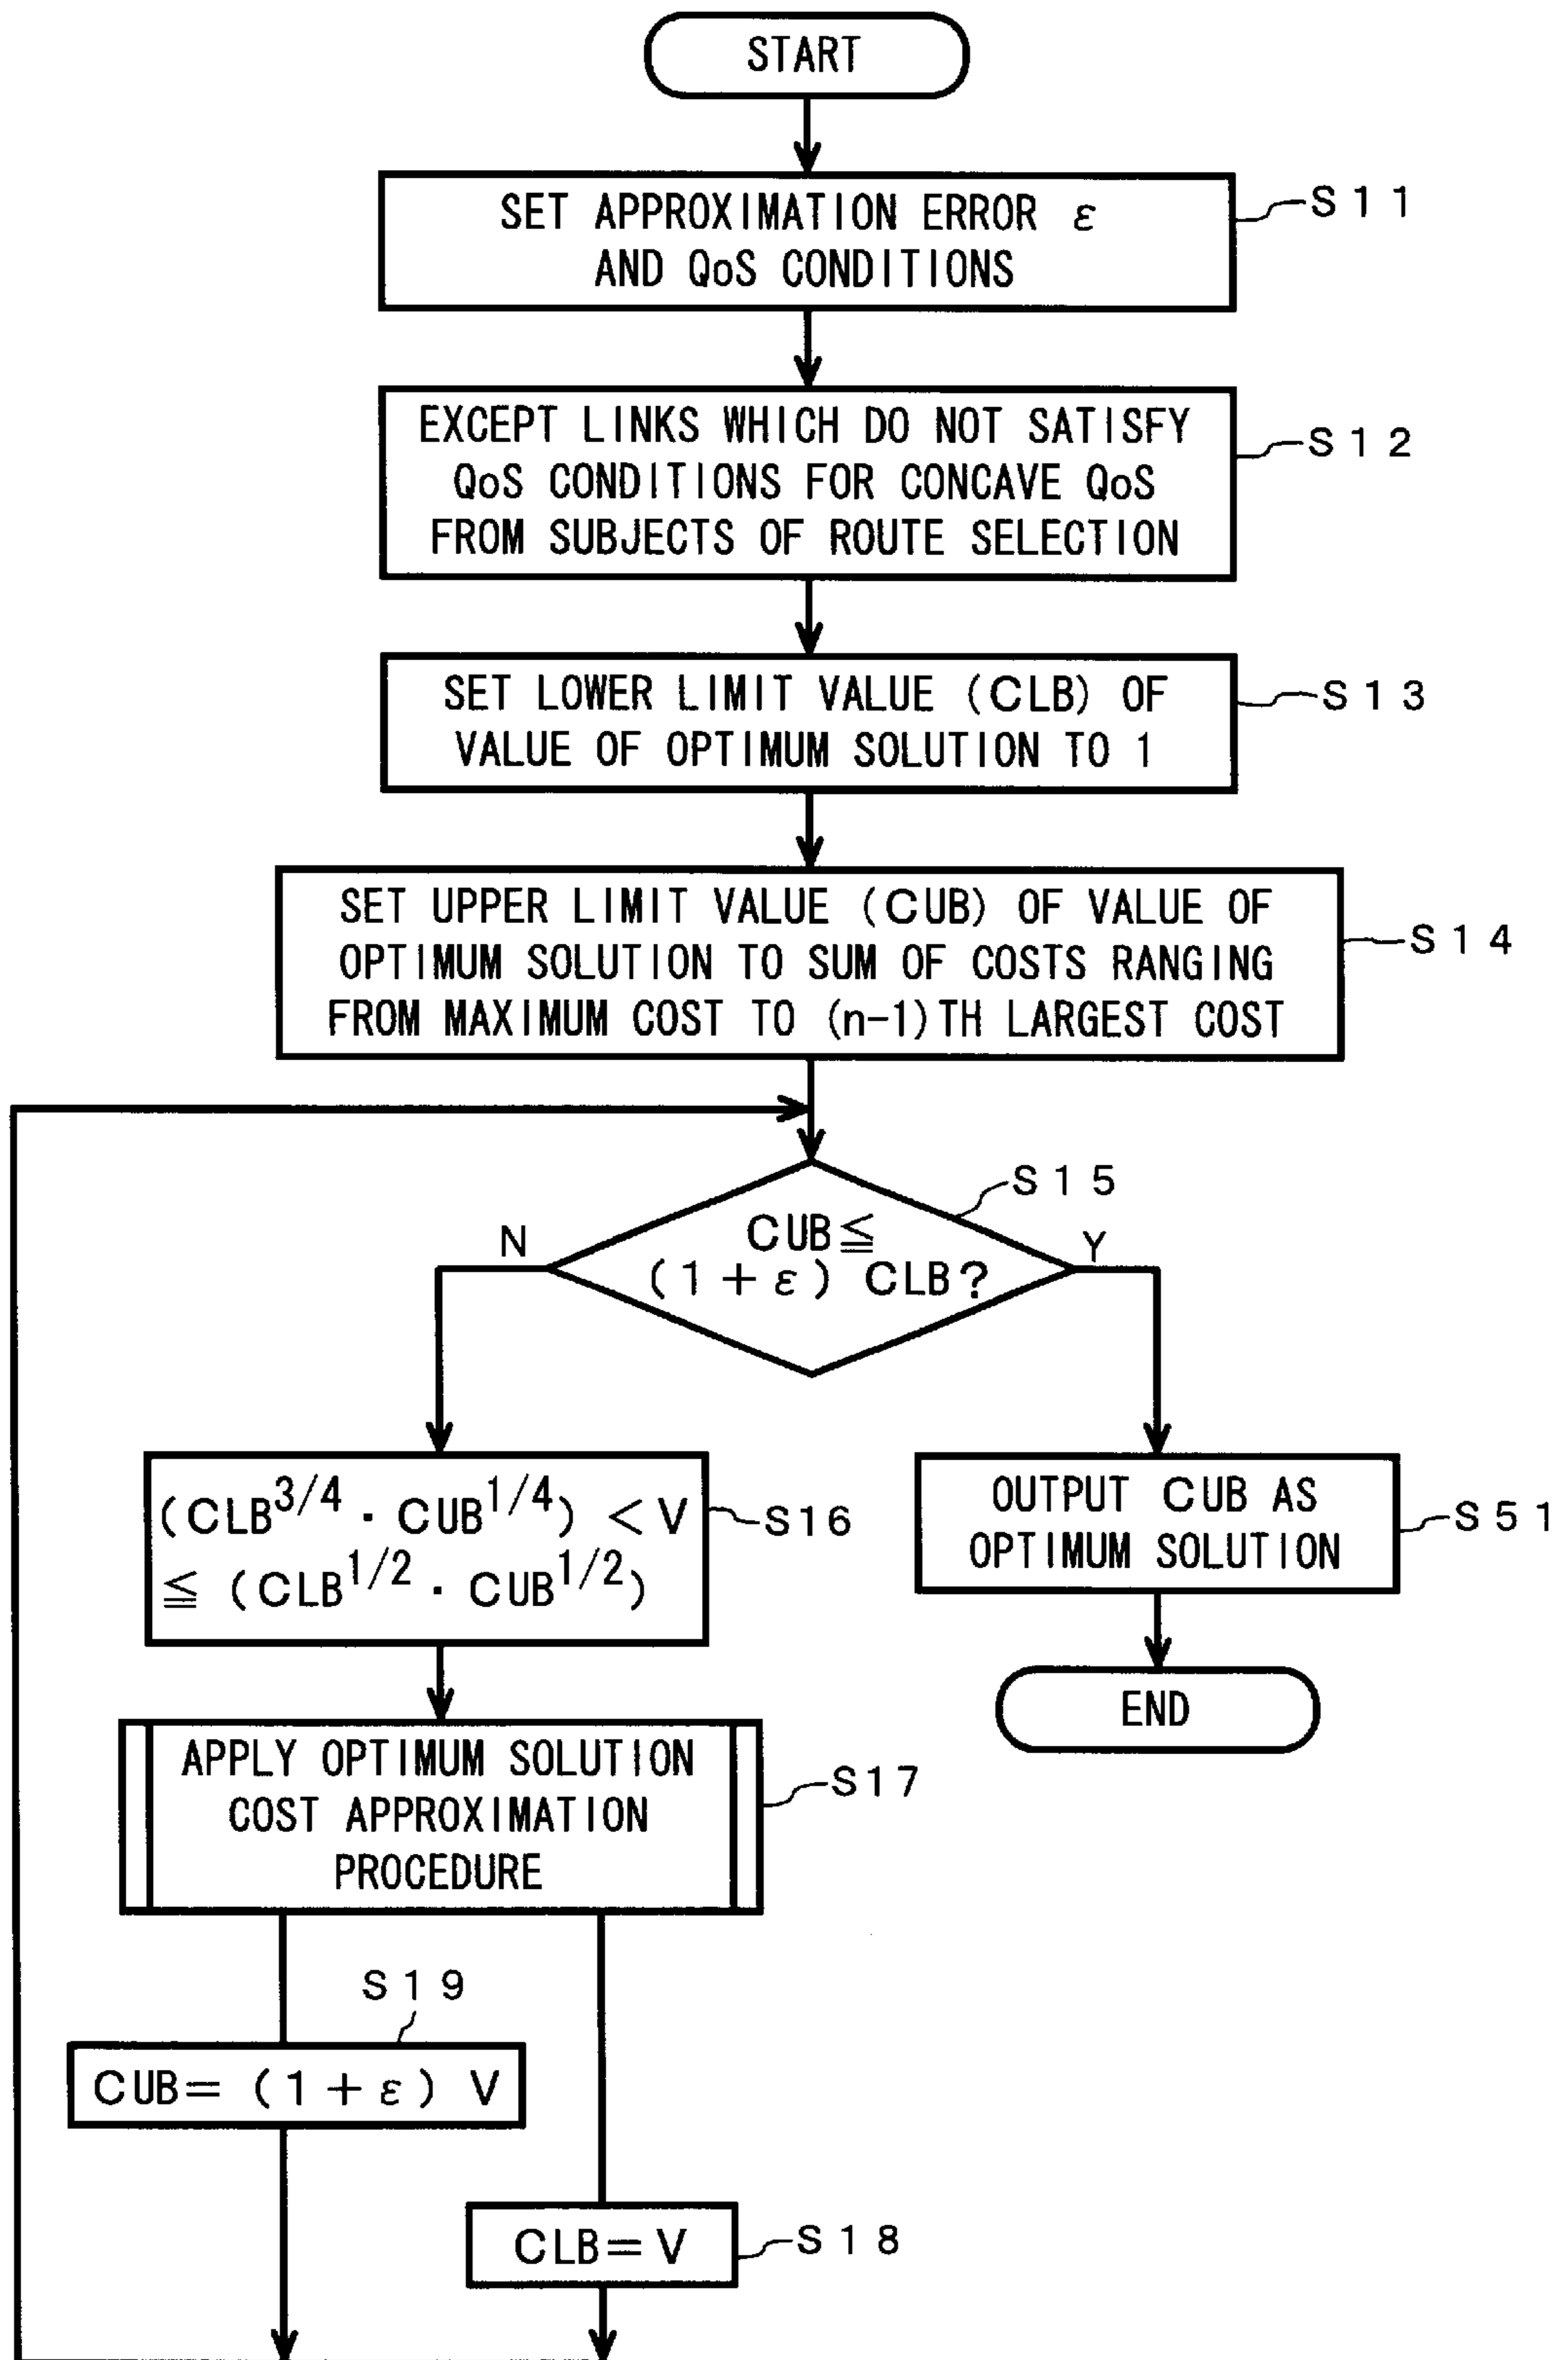 START
SET APPROXIMATION ERROR ε
AND QoS CONDITIONS
S11
EXCEPT LINKS WHICH DO NOT SATISFY
QoS CONDITIONS FOR CONCAVE QoS
FROM SUBJECTS OF ROUTE SELECTION
S12
SET LOWER LIMIT VALUE (CLB) OF
VALUE OF OPTIMUM SOLUTION TO 1
S13
SET UPPER LIMIT VALUE (CUB) OF VALUE OF
OPTIMUM SOLUTION TO SUM OF COSTS RANGING
FROM MAXIMUM COST TO (n-1)TH LARGEST COST
S14
S15
CUB≦
(1+ε) CLB?
N
Y
(CLB^3/4 · CUB^1/4) < V
≦ (CLB^1/2 · CUB^1/2)
S16
OUTPUT CUB AS
OPTIMUM SOLUTION
S51
END
APPLY OPTIMUM SOLUTION
COST APPROXIMATION
PROCEDURE
S17
S19
CUB= (1+ε) V
CLB=V
S18